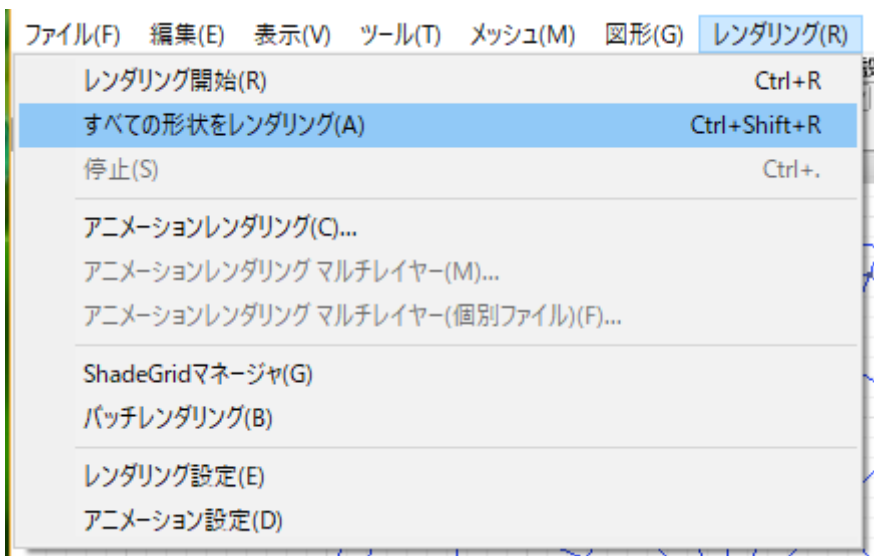 ファイル(F) 編集(E) 表示(V) ツール(T) メッシュ(M) 図形(G) レンダリング(R)
レンダリング開始(R) Ctrl+R
すべての形状をレンダリング(A) Ctrl+Shift+R
停止(S) Ctrl+.
アニメーションレンダリング(C)...
アニメーションレンダリング マルチレイヤー(M)...
アニメーションレンダリング マルチレイヤー(個別ファイル)(F)...
ShadeGridマネージャ(G)
バッチレンダリング(B)
レンダリング設定(E)
アニメーション設定(D)